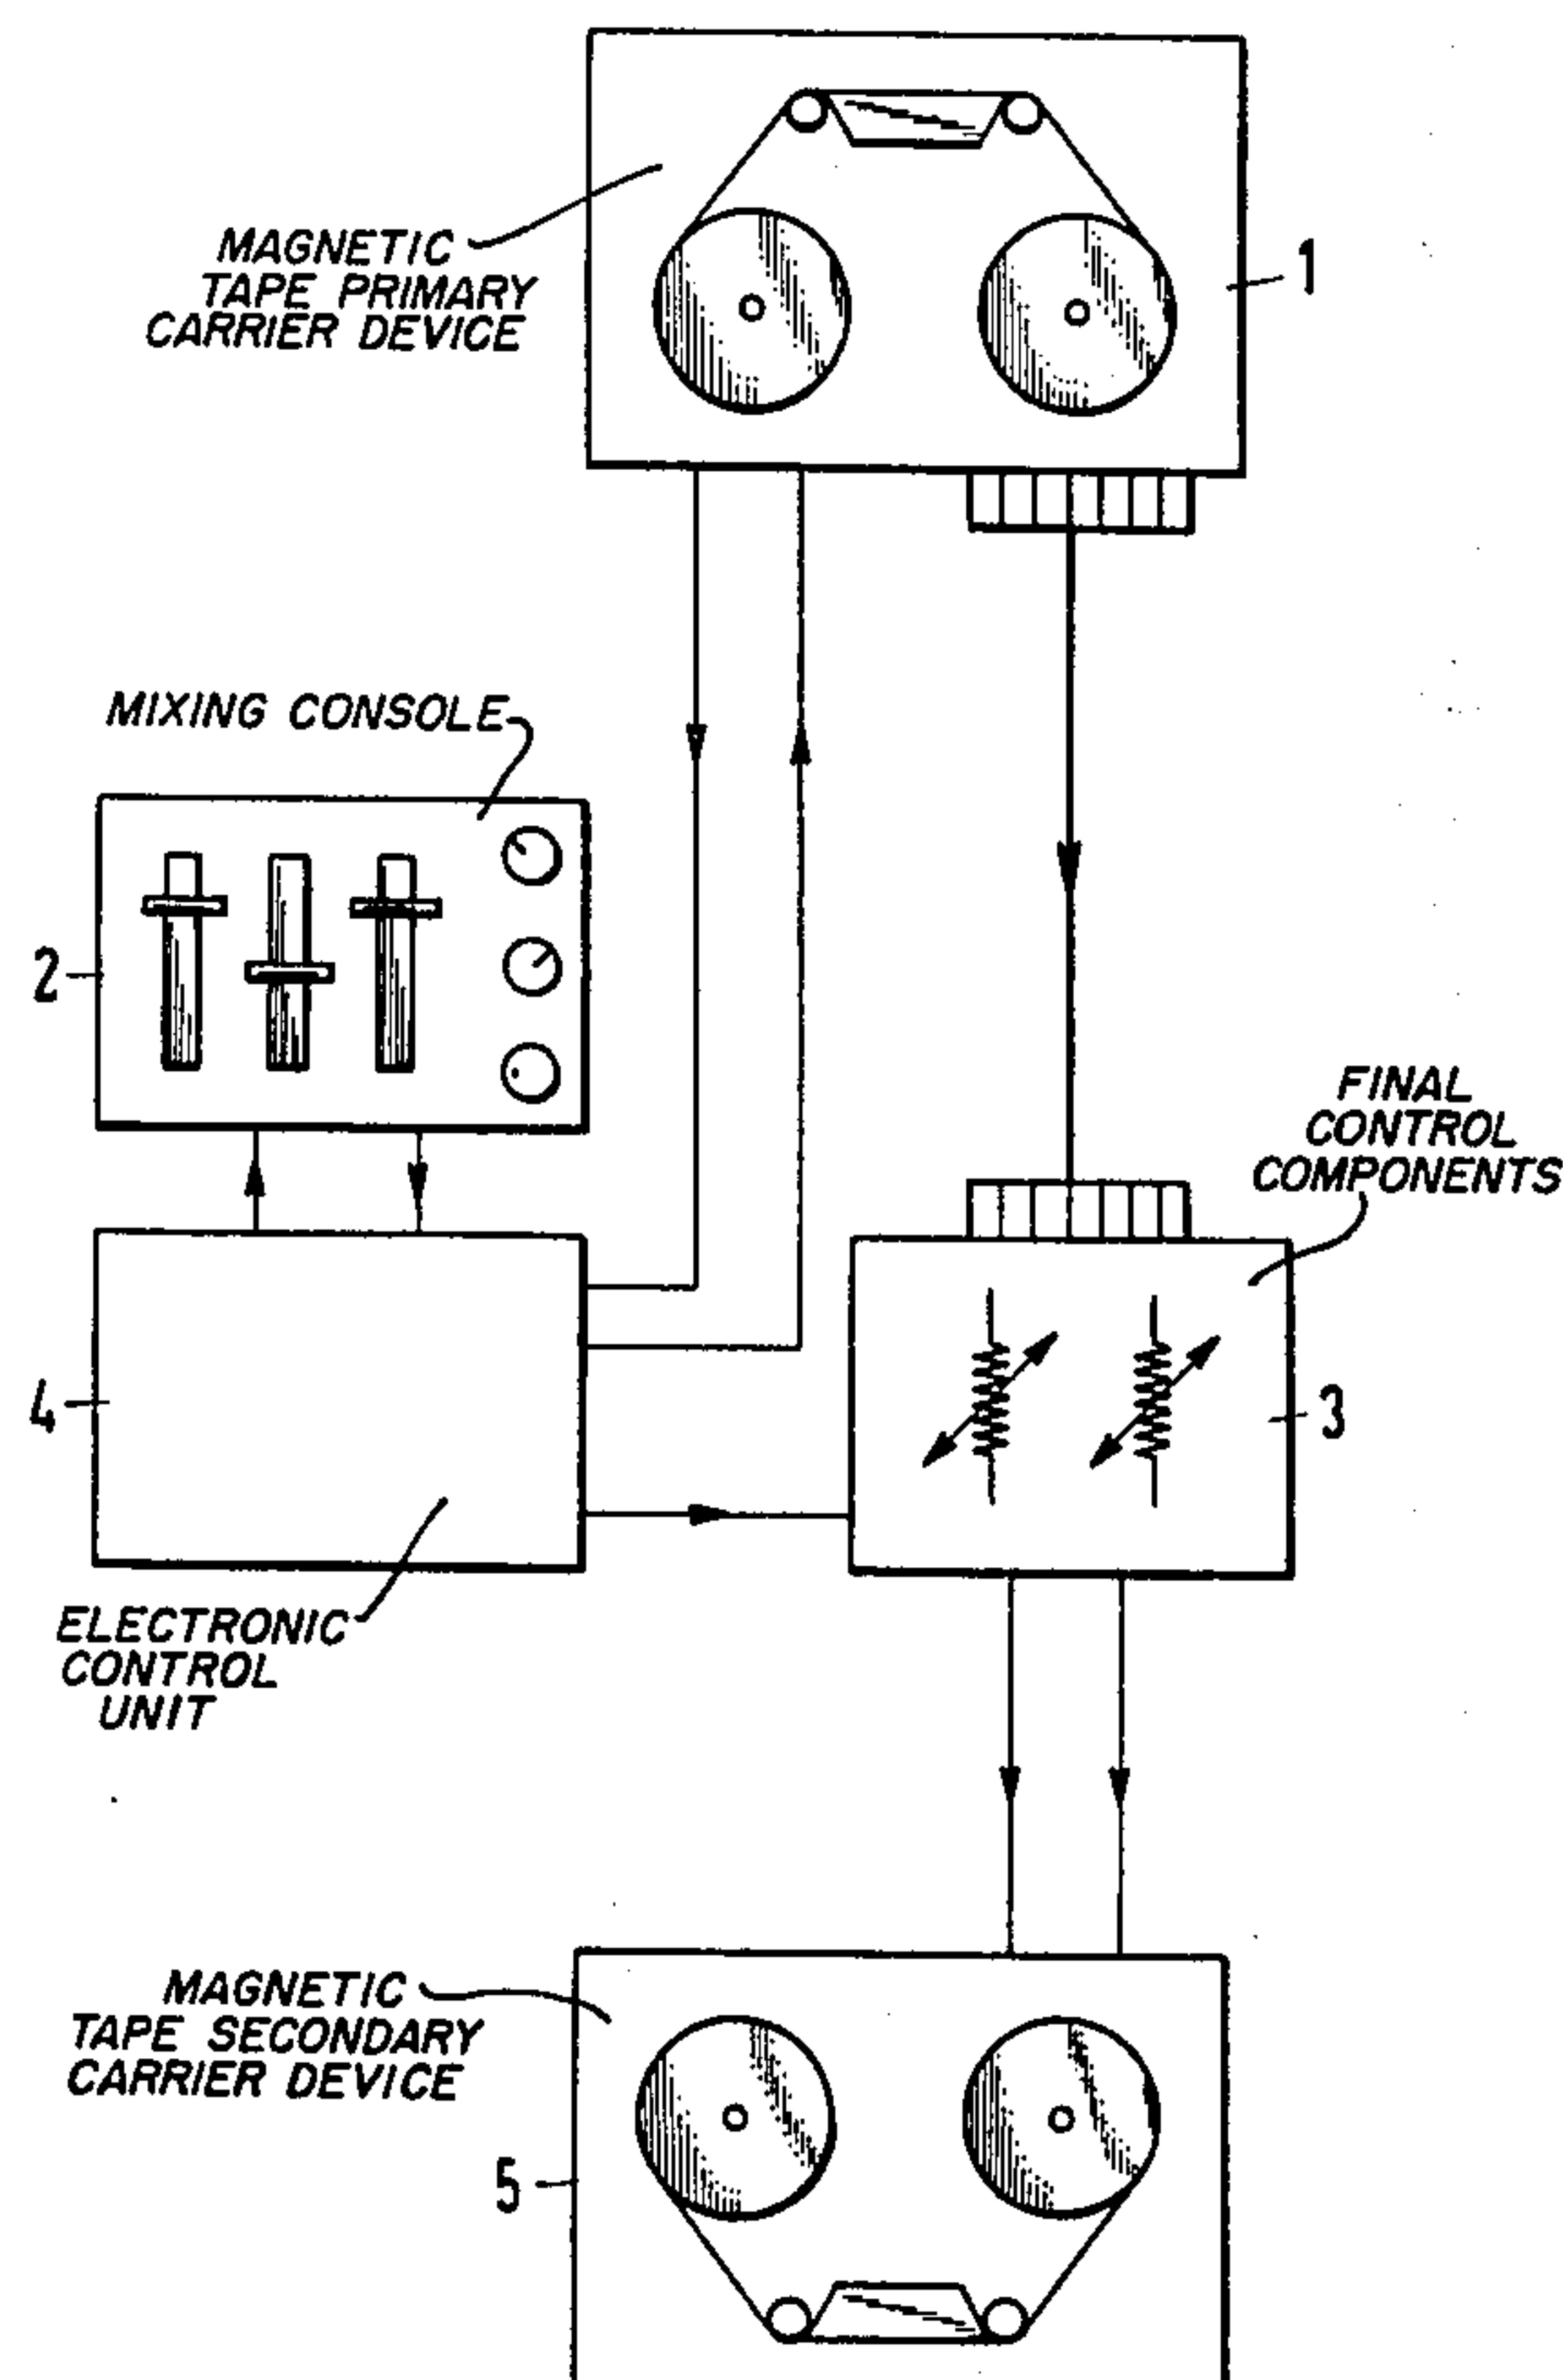 MAGNETIC
TAPE PRIMARY
CARRIER DEVICE
1
MIXING CONSOLE
2
FINAL
CONTROL
COMPONENTS
4
3
ELECTRONIC
CONTROL
UNIT
MAGNETIC
TAPE SECONDARY
CARRIER DEVICE
5